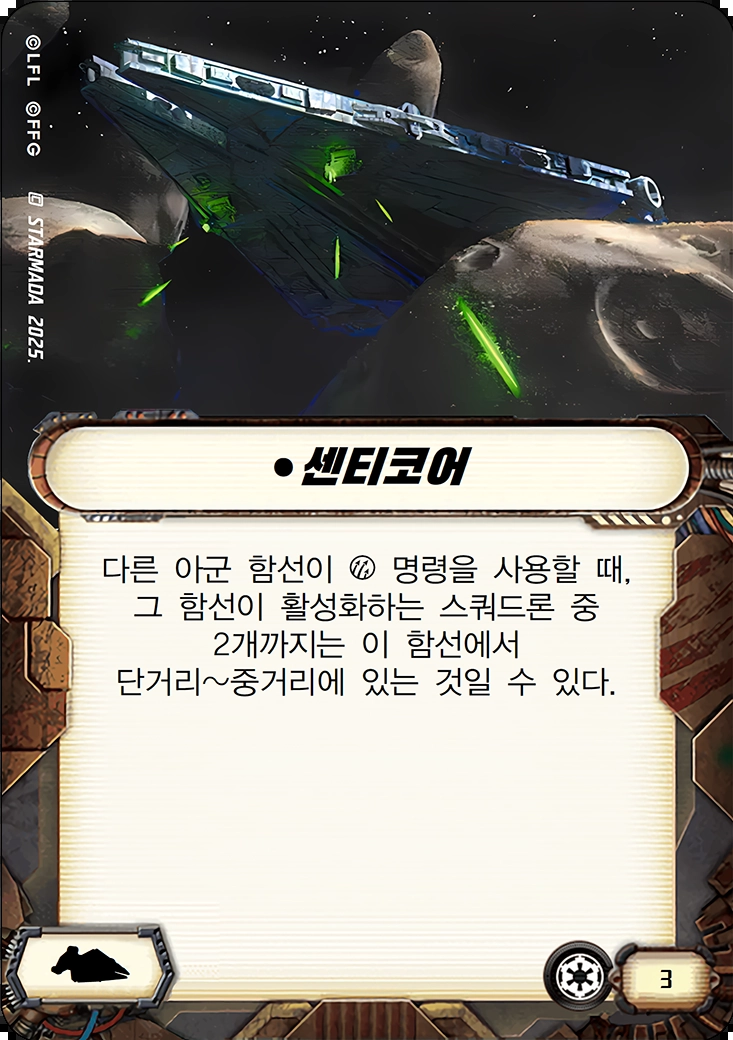 ©LFL ©FFG STARMADA 2025.
•센티코어
다른 아군 함선이 명령을 사용할 때,
그 함선이 활성화하는 스쿼드론 중
2개까지는 이 함선에서
단거리~중거리에 있는 것일 수 있다.
3